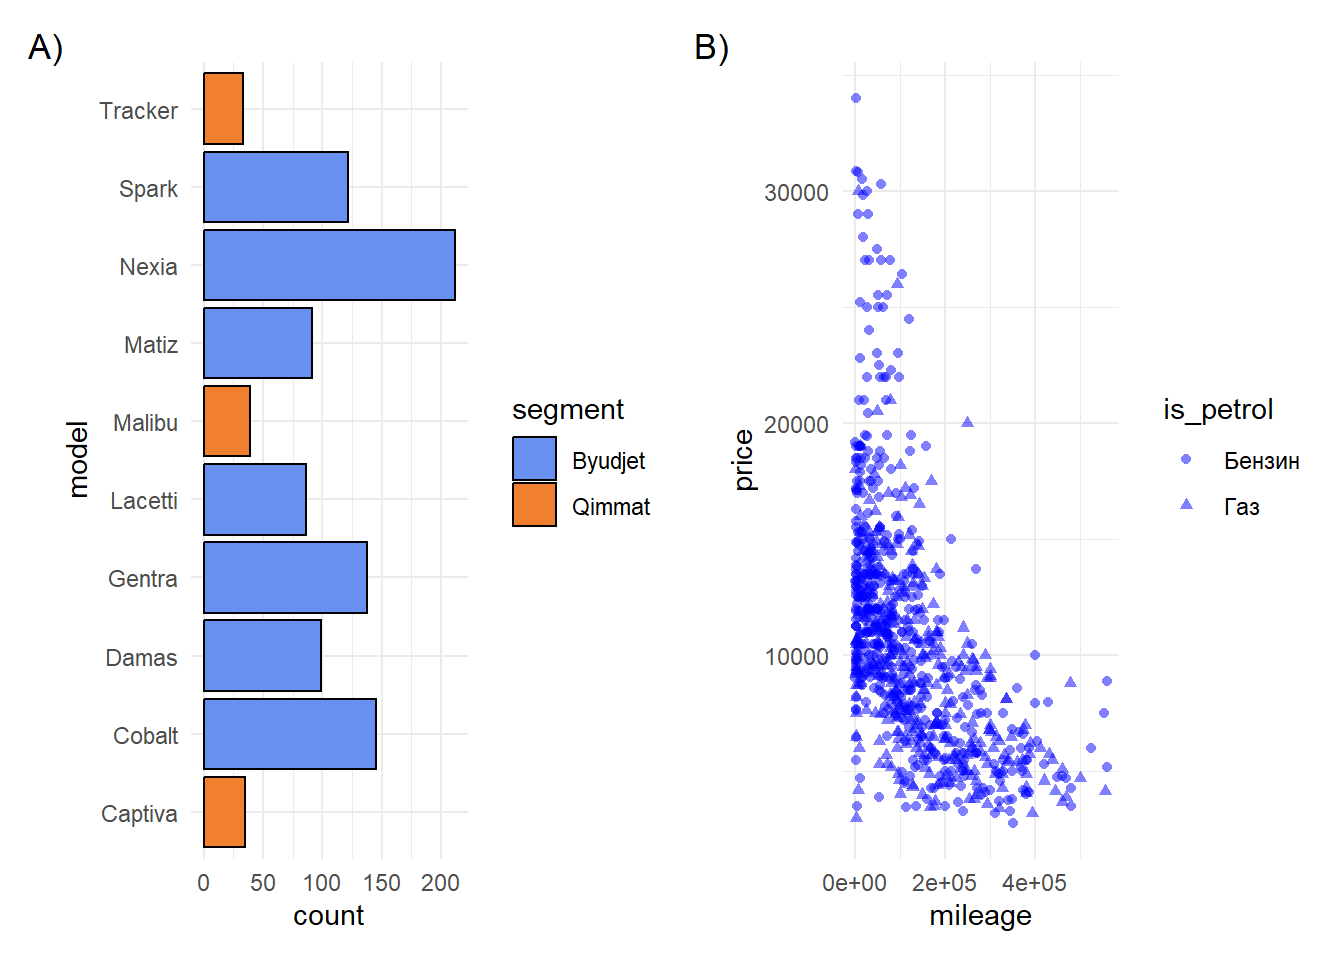 A)
Tracker
Spark
Nexia
Matiz
Malibu
Lacetti
Gentra
Damas
Cobalt
Captiva
model
0 50 100 150 200
count
segment
Byudjet
Qimmat
B)
30000
20000
10000
price
0e+00 2e+05 4e+05
mileage
is_petrol
Бензин
Газ